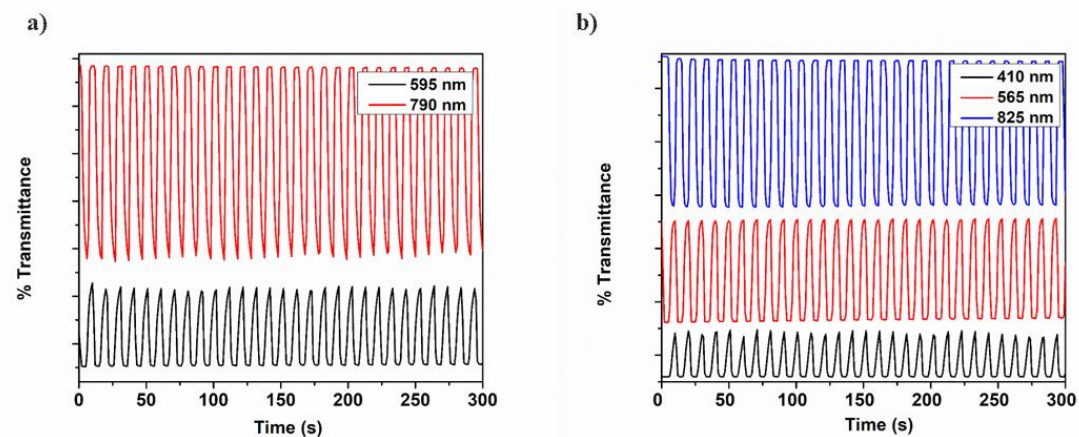 a)
595 nm
790 nm
% Transmittance
0 50 100 150 200 250 300
Time (s)
b)
410 nm
565 nm
825 nm
% Transmittance
0 50 100 150 200 250 300
Time (s)